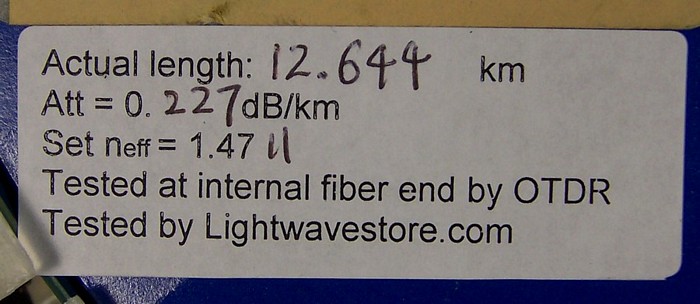 Actual length: 12.644 km
Att = 0.227dB/km
Set neff = 1.4711
Tested at internal fiber end by OTDR
Tested by Lightwavestore.com